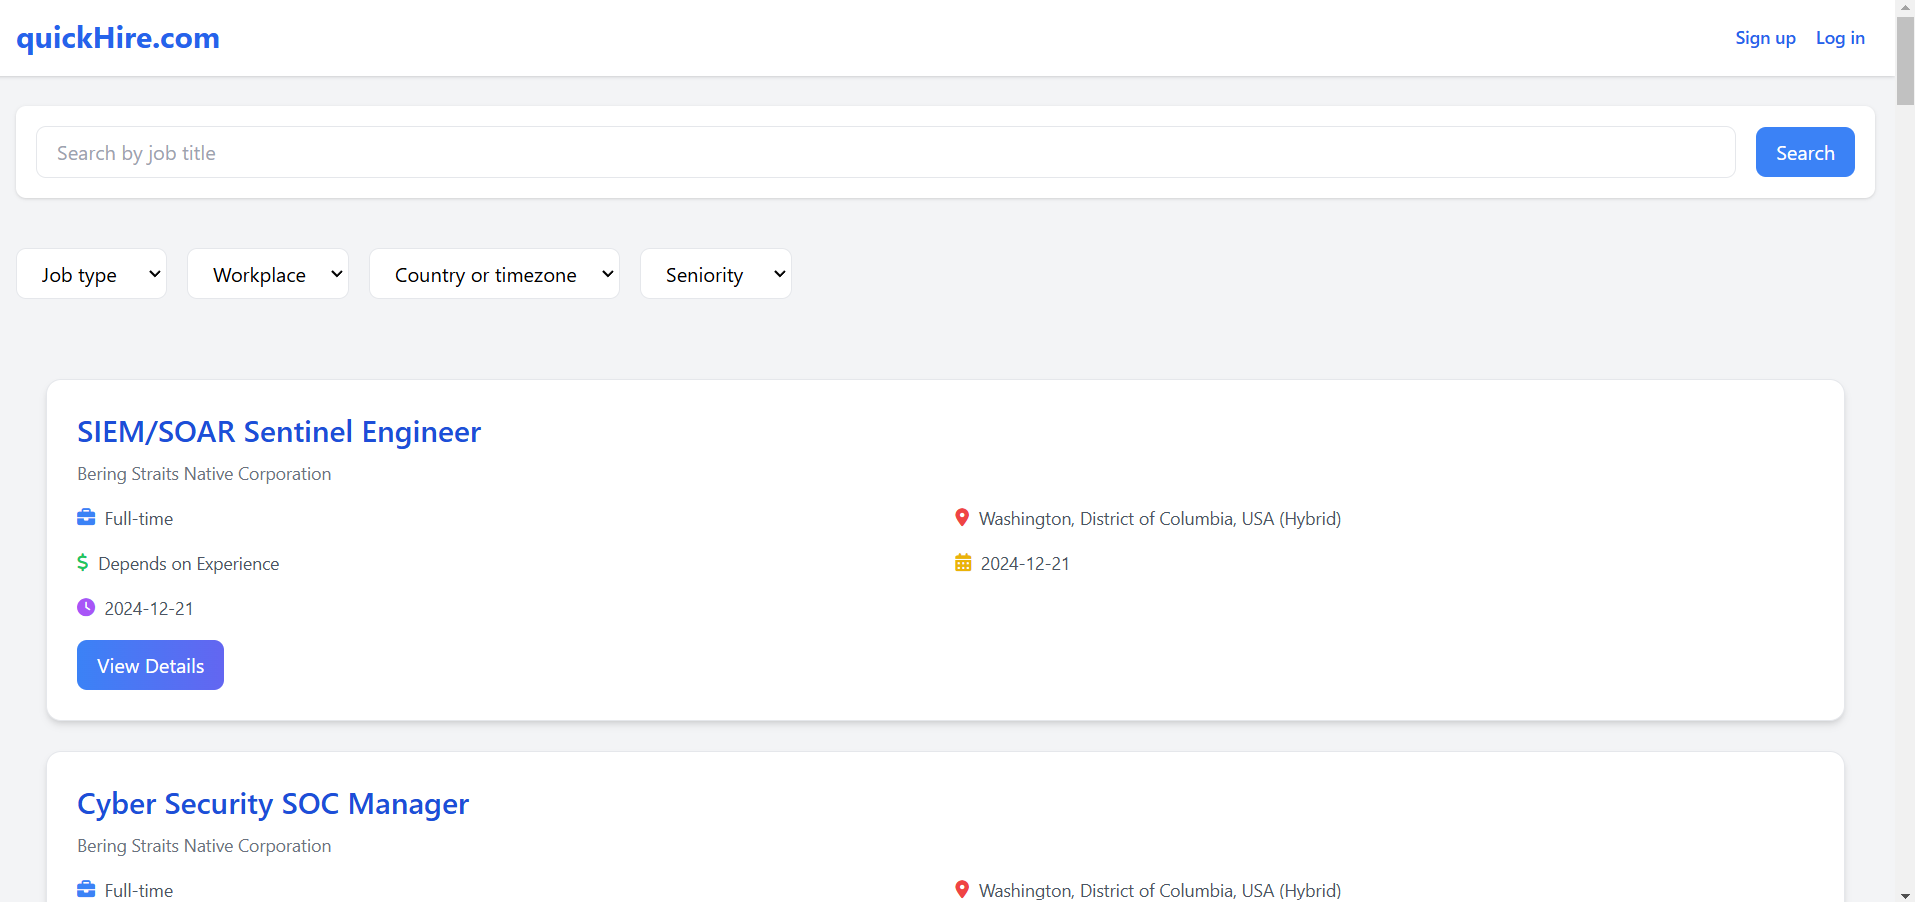 quickHire.com
Sign up Log in
Search by job title
Search
Job type Workplace Country or timezone Seniority
SIEM/SOAR Sentinel Engineer
Bering Straits Native Corporation
Full-time Washington, District of Columbia, USA (Hybrid)
Depends on Experience 2024-12-21
2024-12-21
View Details
Cyber Security SOC Manager
Bering Straits Native Corporation
Full-time Washington, District of Columbia, USA (Hybrid)